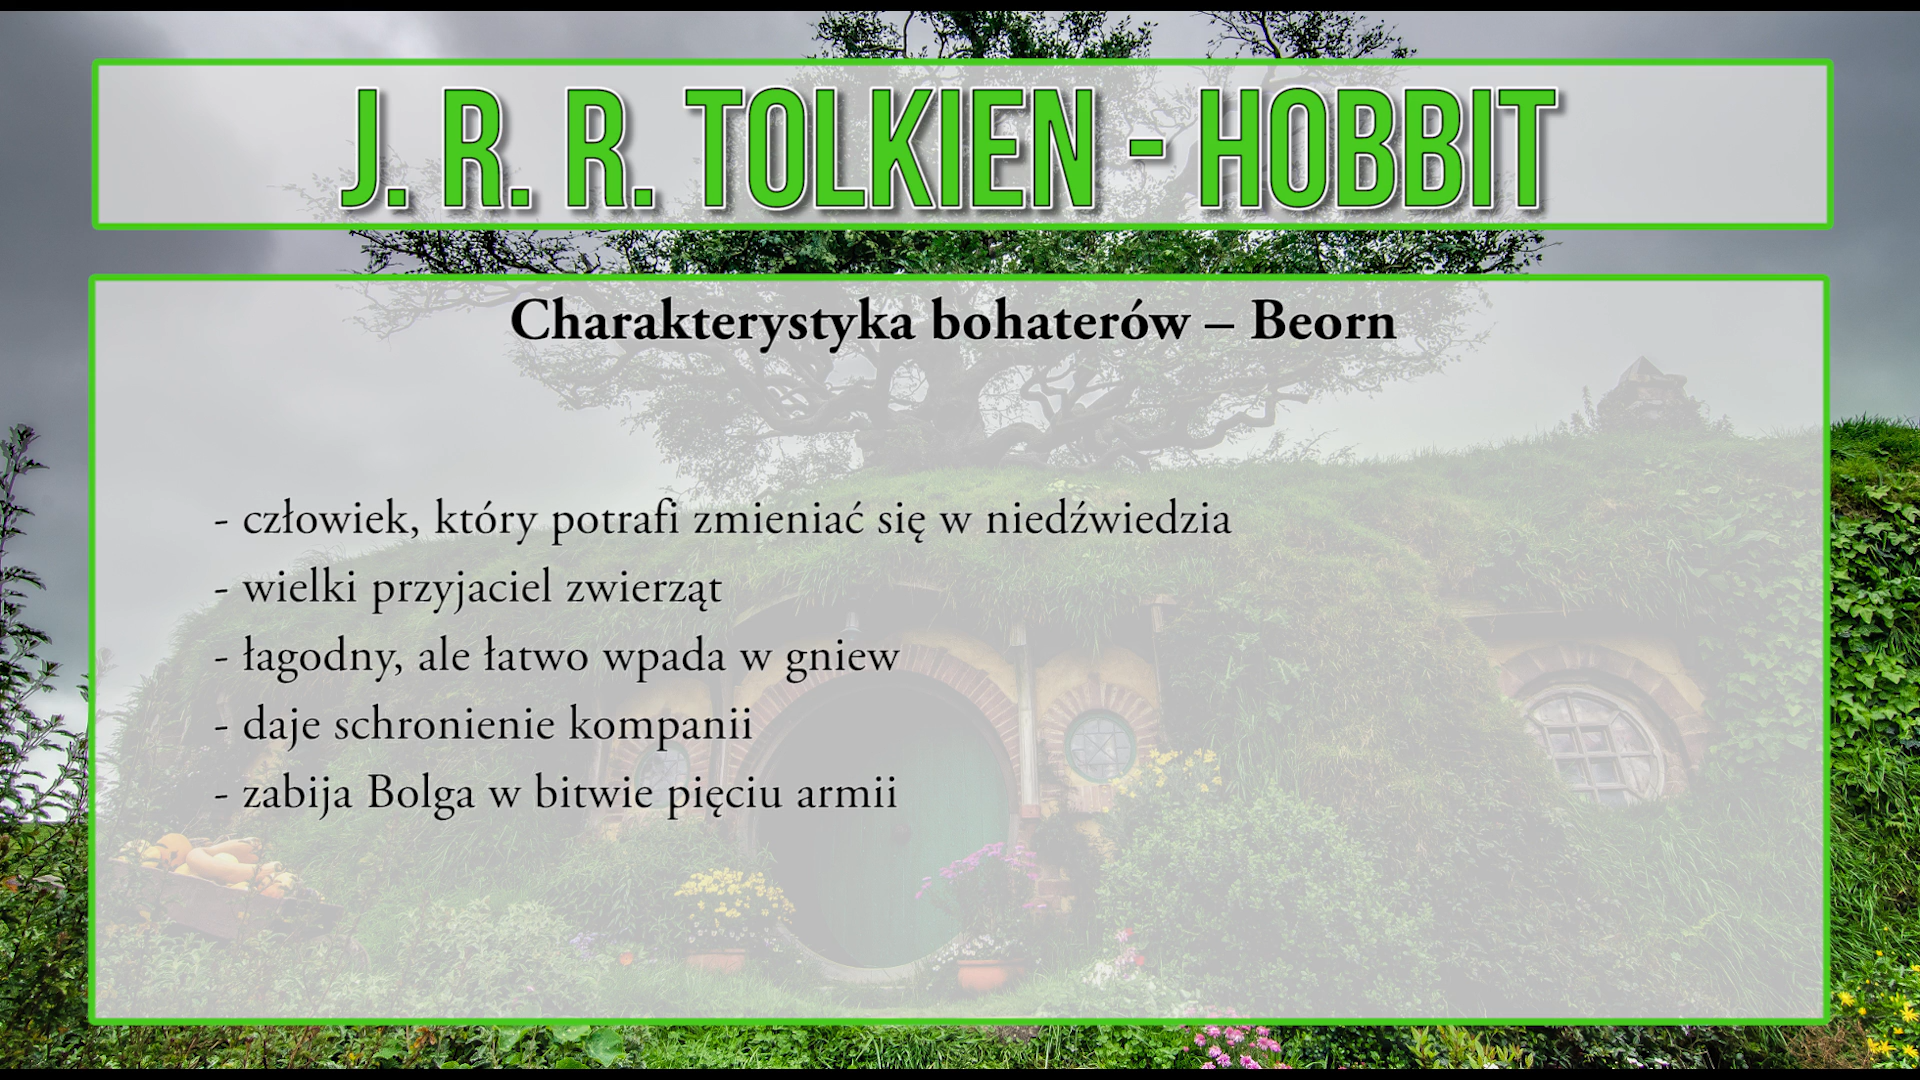 J. R. R. TOLKIEN - HOBBIT
Charakterystyka bohaterów – Beorn
- człowiek, który potrafi zmieniać się w niedźwiedzia
- wielki przyjaciel zwierząt
- łagodny, ale łatwo wpada w gniew
- daje schronienie kompanii
- zabija Bolga w bitwie pięciu armii